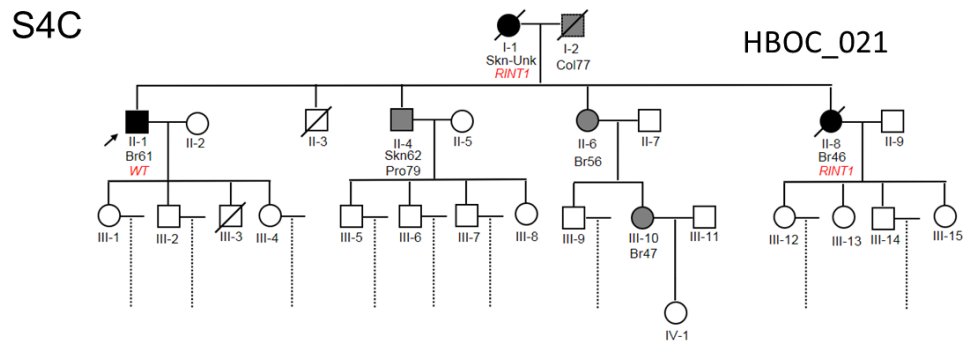 S4C
HBOC_021
I-1
Skn-Unk
RINT1
I-2
Col77
II-1
Br61
WT
II-2
II-3
II-4
Skn62
Pro79
II-5
II-6
Br56
II-7
II-8
Br46
RINT1
II-9
III-1
III-2
III-3
III-4
III-5
III-6
III-7
III-8
III-9
III-10
Br47
III-11
III-12
III-13
III-14
III-15
IV-1